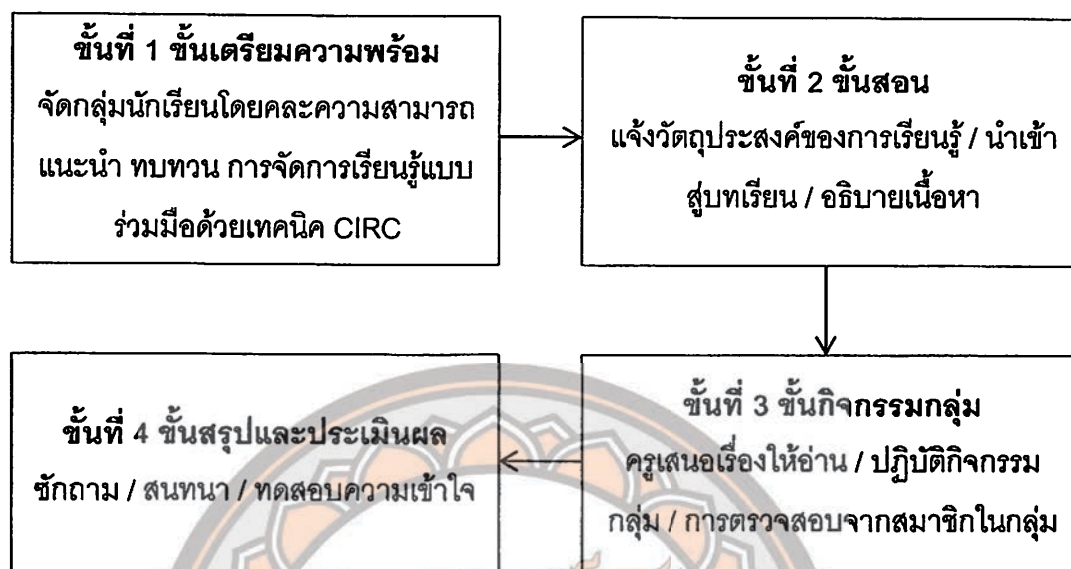 ขั้นที่ 1 ขั้นเตรียมความพร้อม
จัดกลุ่มนักเรียนโดยคละความสามารถ
แนะนำ ทบทวน การจัดการเรียนรู้แบบ
ร่วมมือด้วยเทคนิค CIRC
ขั้นที่ 2 ขั้นสอน
แจ้งวัตถุประสงค์ของการเรียนรู้ / นำเข้า
สู่บทเรียน / อธิบายเนื้อหา
ขั้นที่ 3 ขั้นกิจกรรมกลุ่ม
ครูเสนอเรื่องให้อ่าน / ปฏิบัติกิจกรรม
กลุ่ม / การตรวจสอบจากสมาชิกในกลุ่ม
ขั้นที่ 4 ขั้นสรุปและประเมินผล
ซักถาม / สนทนา / ทดสอบความเข้าใจ